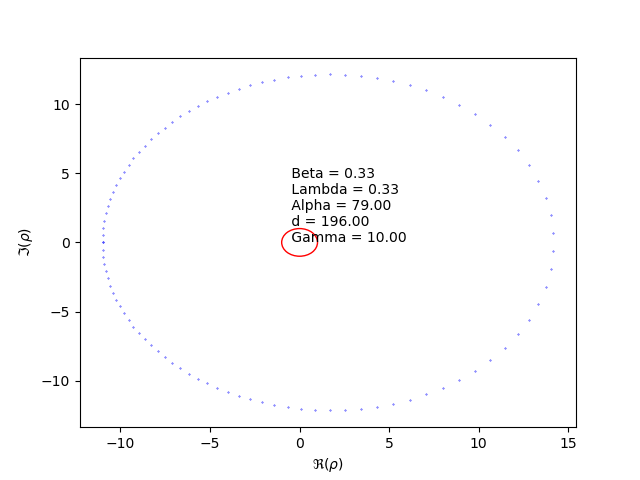 10
5
0
−5
−10
ℑ(ρ)
Beta = 0.33
Lambda = 0.33
Alpha = 79.00
d = 196.00
Gamma = 10.00
−10 −5 0 5 10 15
ℜ(ρ)